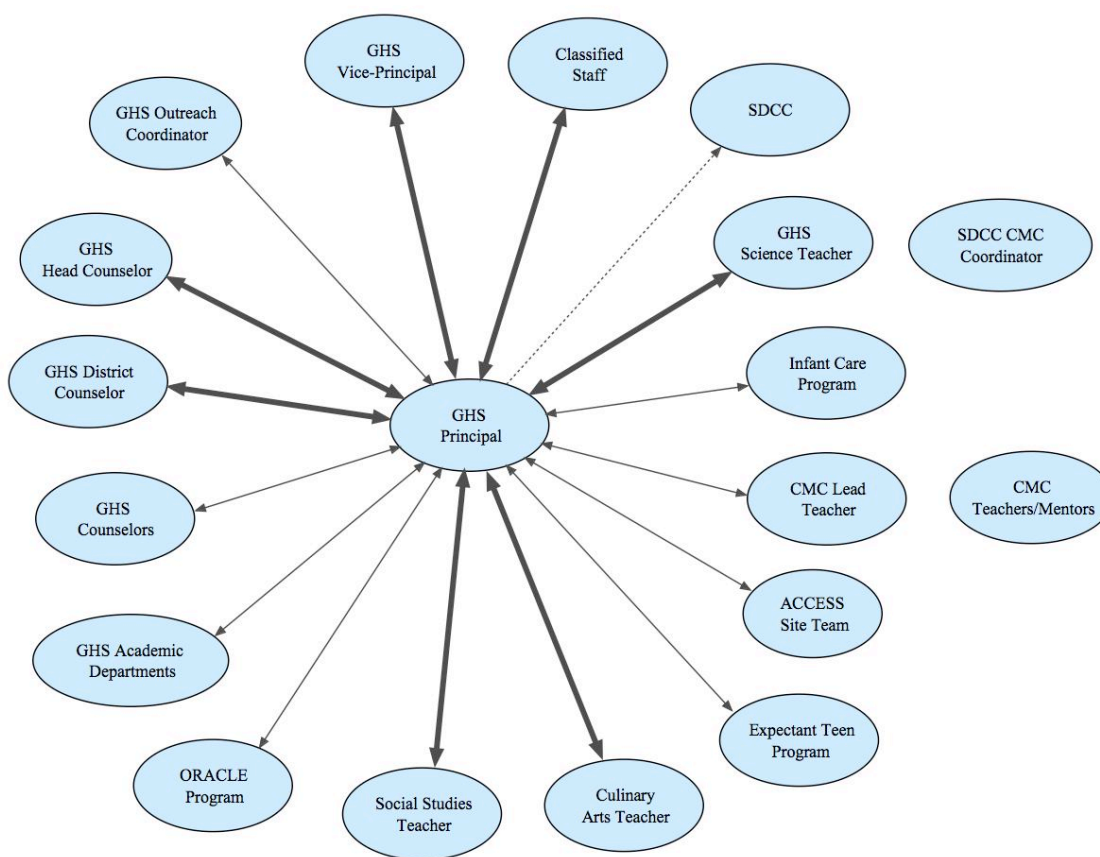 GHS
Vice-Principal
Classified
Staff
GHS Outreach
Coordinator
SDCC
GHS
Head Counselor
GHS
Science Teacher
SDCC CMC
Coordinator
GHS District
Counselor
Infant Care
Program
GHS
Principal
GHS
Counselors
CMC Lead
Teacher
CMC
Teachers/Mentors
ACCESS
Site Team
GHS Academic
Departments
Expectant Teen
Program
ORACLE
Program
Social Studies
Teacher
Culinary
Arts Teacher